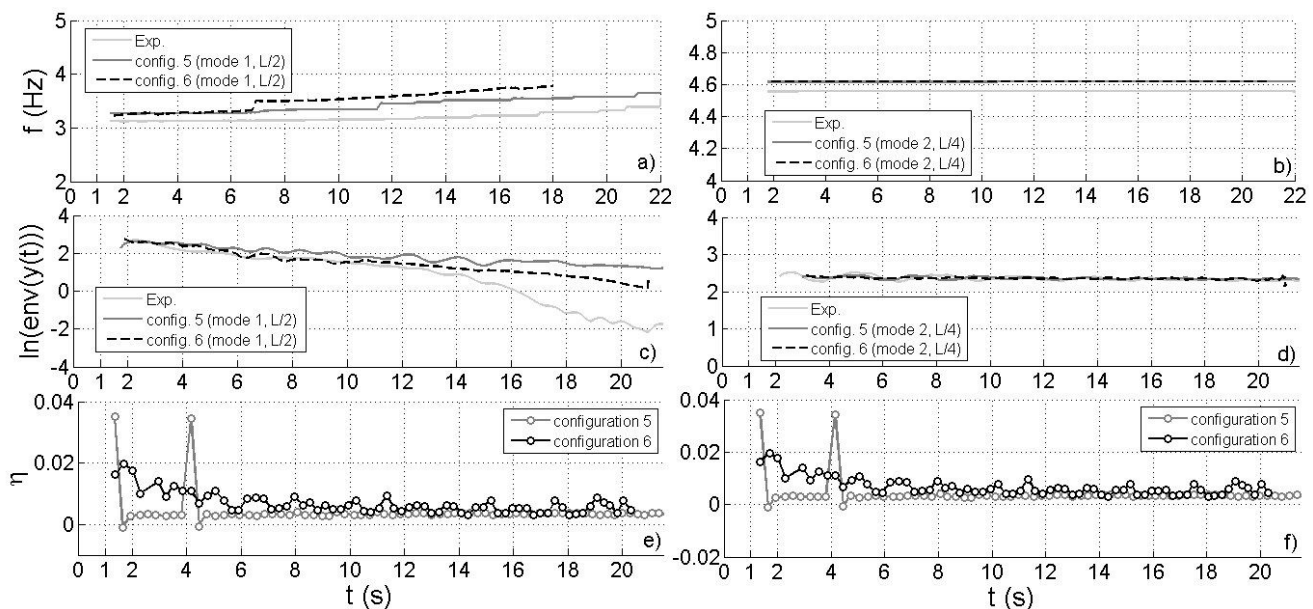 5
4
3
2
f (Hz)
Exp.
config. 5 (mode 1, L/2)
config. 6 (mode 1, L/2)
a)
0 1 2 4 6 8 10 12 14 16 18 20 22
5
4.8
4.6
4.4
4.2
4
Exp.
config. 5 (mode 2, L/4)
config. 6 (mode 2, L/4)
b)
0 1 2 4 6 8 10 12 14 16 18 20 22
4
2
0
-2
-4
ln(env(y(t)))
Exp.
config. 5 (mode 1, L/2)
config. 6 (mode 1, L/2)
c)
0 1 2 4 6 8 10 12 14 16 18 20
4
3
2
1
0
Exp.
config. 5 (mode 2, L/4)
config. 6 (mode 2, L/4)
d)
0 1 2 4 6 8 10 12 14 16 18 20
0.04
0.02
0
η
configuration 5
configuration 6
e)
0 1 2 4 6 8 10 12 14 16 18 20
t (s)
0.04
0.02
0
-0.02
configuration 5
configuration 6
f)
0 1 2 4 6 8 10 12 14 16 18 20
t (s)